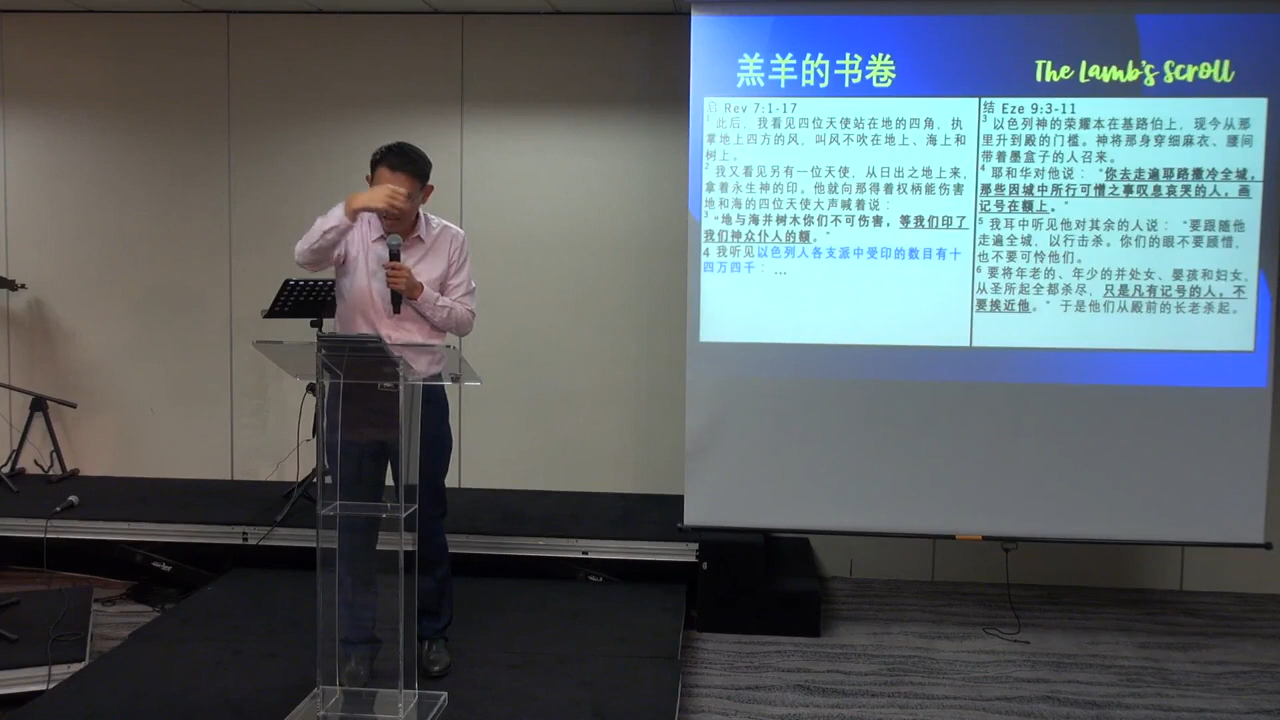 羔羊的书卷
The Lamb's Scroll
启 Rev 7:1-17
1 此后，我看见四位天使站在地的四角，执
掌地上四方的风，叫风不吹在地上、海上和
树上。
2 我又看见另有一位天使，从日出之地上来，
拿着永生神的印。他就向那得着权柄能伤害
地和海的四位天使大声喊着说：
3 “地与海并树木你们不可伤害，等我们印了
我们神众仆人的额。”
4 我听见以色列人各支派中受印的数目有十
四万四千： …
结 Eze 9:3-11
3 以色列神的荣耀本在基路伯上，现今从那
里升到殿的门槛。神将那身穿细麻衣、腰间
带着墨盒子的人召来。
4 耶和华对他说：“你去走遍耶路撒冷全城，
那些因城中所行可憎之事叹息哀哭的人，画
记号在额上。”
5 我耳中听见他对其余的人说：“要跟随他
走遍全城，以行击杀。你们的眼不要顾惜，
也不要可怜他们。
6 要将年老的、年少的并处女、婴孩和妇女，
从圣所起全都杀尽，只是凡有记号的人，不
要挨近他。”于是他们从殿前的长老杀起。